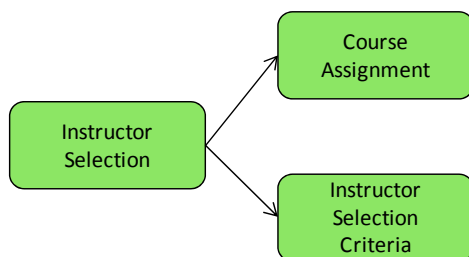 Course
Assignment
Instructor
Selection
Instructor
Selection
Criteria